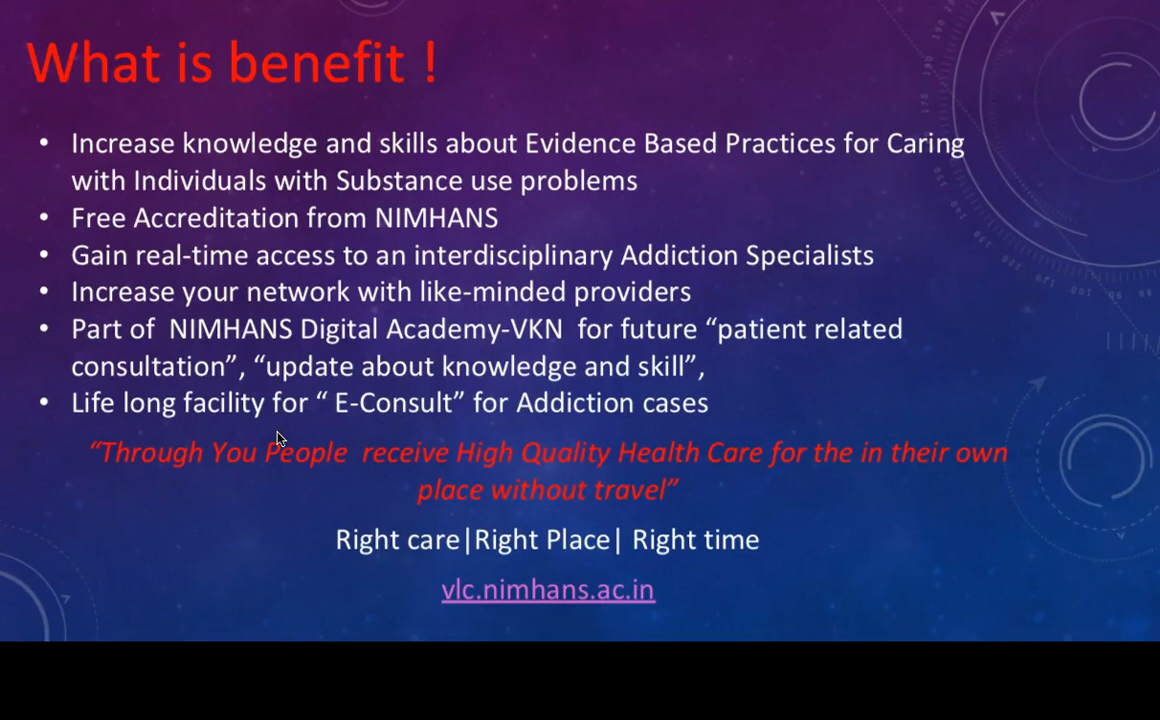 What is benefit !
• Increase knowledge and skills about Evidence Based Practices for Caring
with Individuals with Substance use problems
• Free Accreditation from NIMHANS
• Gain real-time access to an interdisciplinary Addiction Specialists
• Increase your network with like-minded providers
• Part of  NIMHANS Digital Academy-VKN  for future “patient related
consultation”, “update about knowledge and skill”,
• Life long facility for “ E-Consult” for Addiction cases
“Through You People  receive High Quality Health Care for the in their own
place without travel”
Right care|Right Place| Right time
vlc.nimhans.ac.in